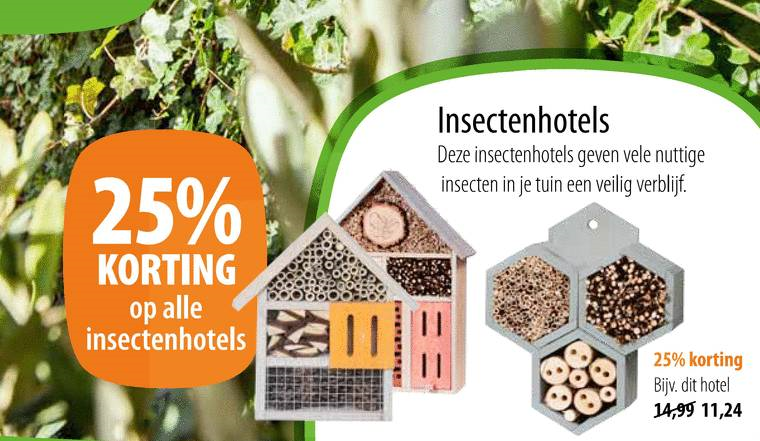 25%
KORTING
op alle
insectenhotels
Insectenhotels
Deze insectenhotels geven vele nuttige
insecten in je tuin een veilig verblijf.
25% korting
Bijv. dit hotel
14,99 11,24